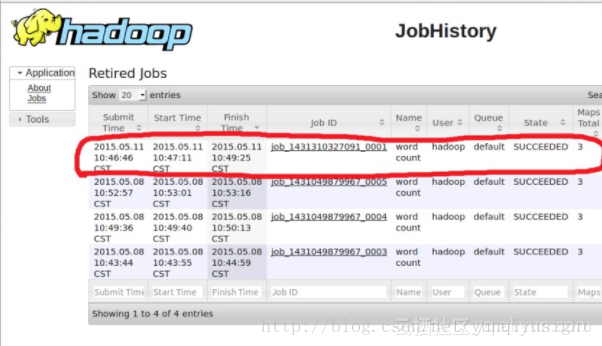 hadoop
JobHistory
Application
About
Jobs
Tools
Retired Jobs
Show 20 entries
Sea
Submit Time Start Time Finish Time Job ID Name User Queue State Maps Total
2015.05.11 10:46:46 CST 2015.05.11 10:47:11 CST 2015.05.11 10:49:25 CST job_1431310327091_0001 word count hadoop default SUCCEEDED 3
2015.05.08 10:52:57 CST 2015.05.08 10:53:01 CST 2015.05.08 10:53:16 CST job_1431049879967_0005 word count hadoop default SUCCEEDED 3
2015.05.08 10:49:36 CST 2015.05.08 10:49:40 CST 2015.05.08 10:50:13 CST job_1431049879967_0004 word count hadoop default SUCCEEDED 3
2015.05.08 10:43:44 CST 2015.05.08 10:43:55 CST 2015.05.08 10:44:59 CST job_1431049879967_0003 word count hadoop default SUCCEEDED 3
Submit Time Start Time Finish Time Job ID Name User Queue State Maps
Showing 1 to 4 of 4 entries